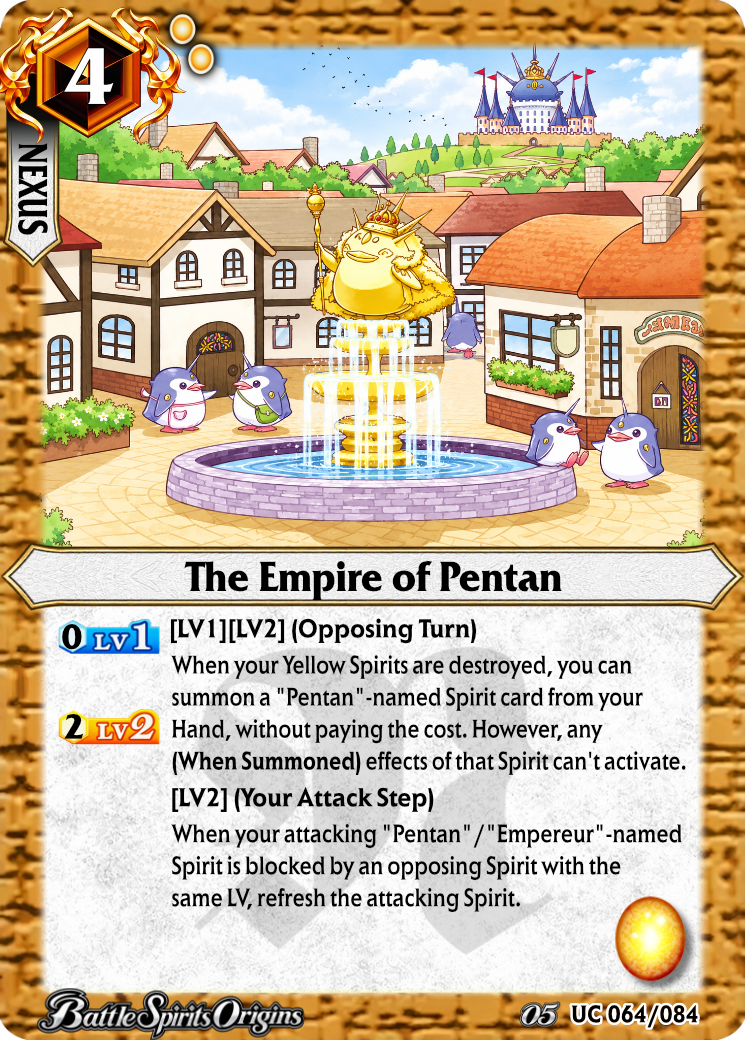 4
NEXUS
The Empire of Pentan
0 LV1 [LV1][LV2] (Opposing Turn)
When your Yellow Spirits are destroyed, you can
summon a "Pentan"-named Spirit card from your
2 LV2 Hand, without paying the cost. However, any
(When Summoned) effects of that Spirit can't activate.
[LV2] (Your Attack Step)
When your attacking "Pentan"/"Empereur"-named
Spirit is blocked by an opposing Spirit with the
same LV, refresh the attacking Spirit.
Battle Spirits Origins
05 UC 064/084